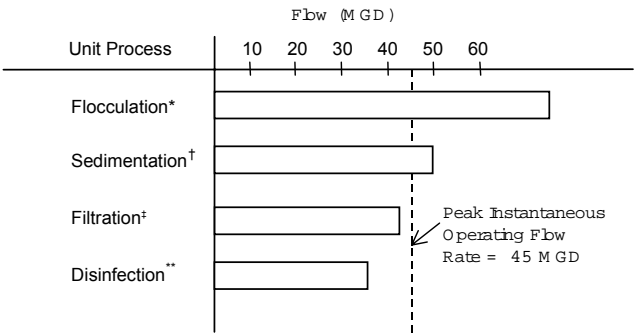 Flow (MGD)
Unit Process
10 20 30 40 50 60
Flocculation*
Sedimentation†
Filtration‡
Disinfection**
Peak Instantaneous
Operating Flow
Rate = 45 MGD